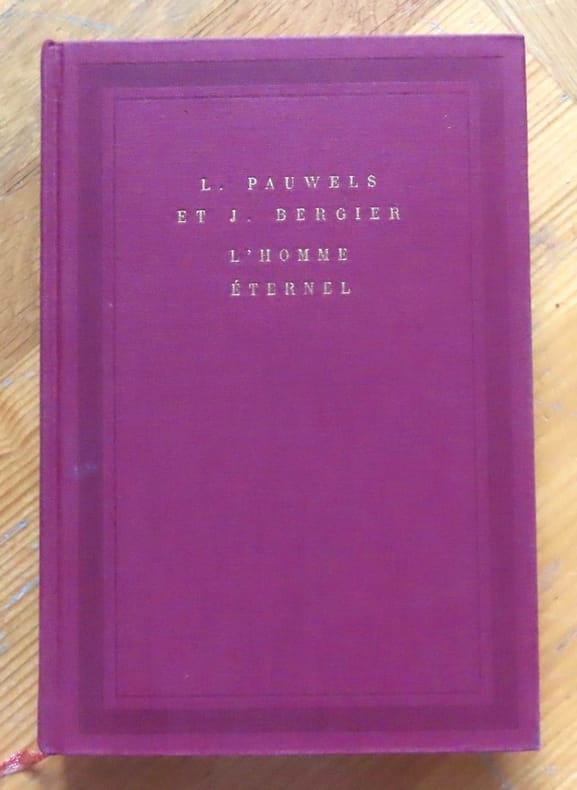 L. PAUWELS
ET J. BERGIER
L'HOMME
ÉTERNEL